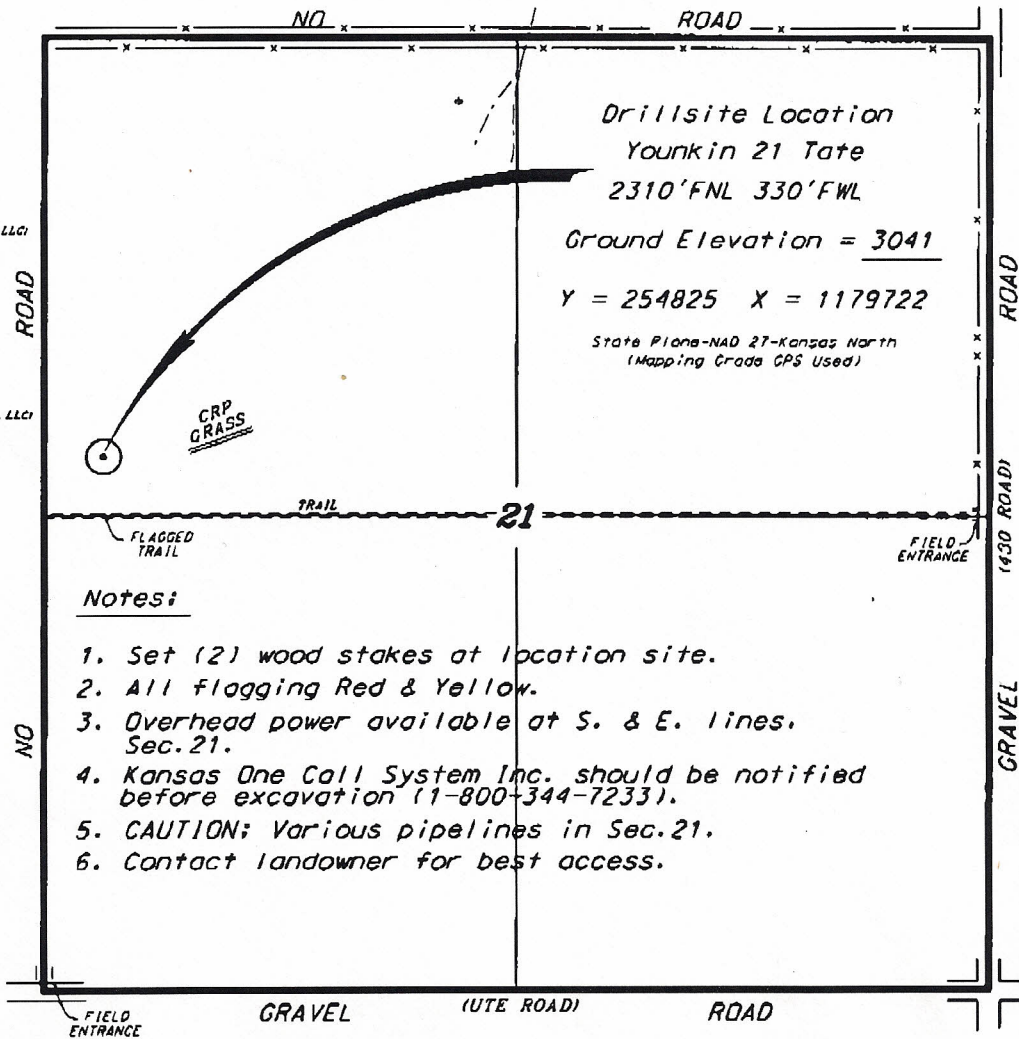 NO ROAD
Drillsite Location
Younkin 21 Tate
2310'FNL 330'FWL
Ground Elevation = 3041
Y = 254825 X = 1179722
State Plane-NAD 27-Kansas North
(Mapping Grade GPS Used)
LLC)
ROAD
LLC)
CRP
GRASS
ROAD
TRAIL
21
FLAGGED
TRAIL
FIELD
ENTRANCE
(430 ROAD)
Notes:
1. Set (2) wood stakes at location site.
2. All flagging Red & Yellow.
3. Overhead power available at S. & E. lines.
Sec.21.
4. Kansas One Call System Inc. should be notified
before excavation (1-800-344-7233).
5. CAUTION: Various pipelines in Sec.21.
6. Contact landowner for best access.
NO
GRAVEL
FIELD
ENTRANCE
GRAVEL (UTE ROAD) ROAD